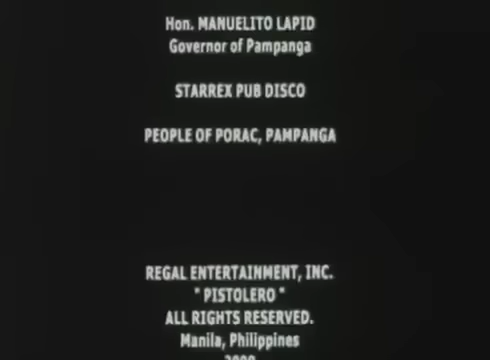 Hon. MANUELITO LAPID
Governor of Pampanga
STARREX PUB DISCO
PEOPLE OF PORAC, PAMPANGA
REGAL ENTERTAINMENT, INC.
" PISTOLERO "
ALL RIGHTS RESERVED.
Manila, Philippines